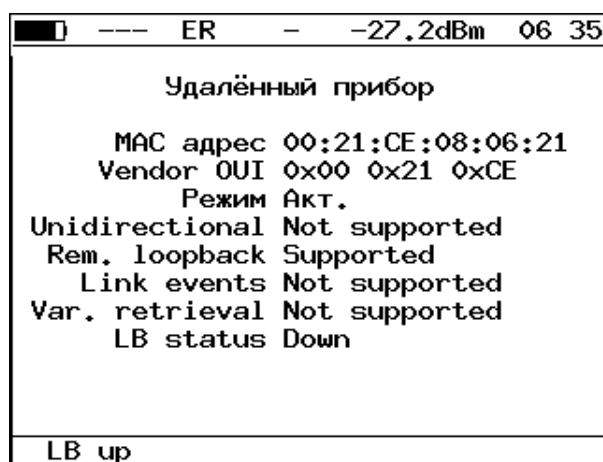 --- ER - -27.2dBm 06 35
Удалённый прибор
MAC адрес 00:21:CE:08:06:21
Vendor OUI 0x00 0x21 0xCE
Режим Акт.
Unidirectional Not supported
Rem. loopback Supported
Link events Not supported
Var. retrieval Not supported
LB status Down
LB up